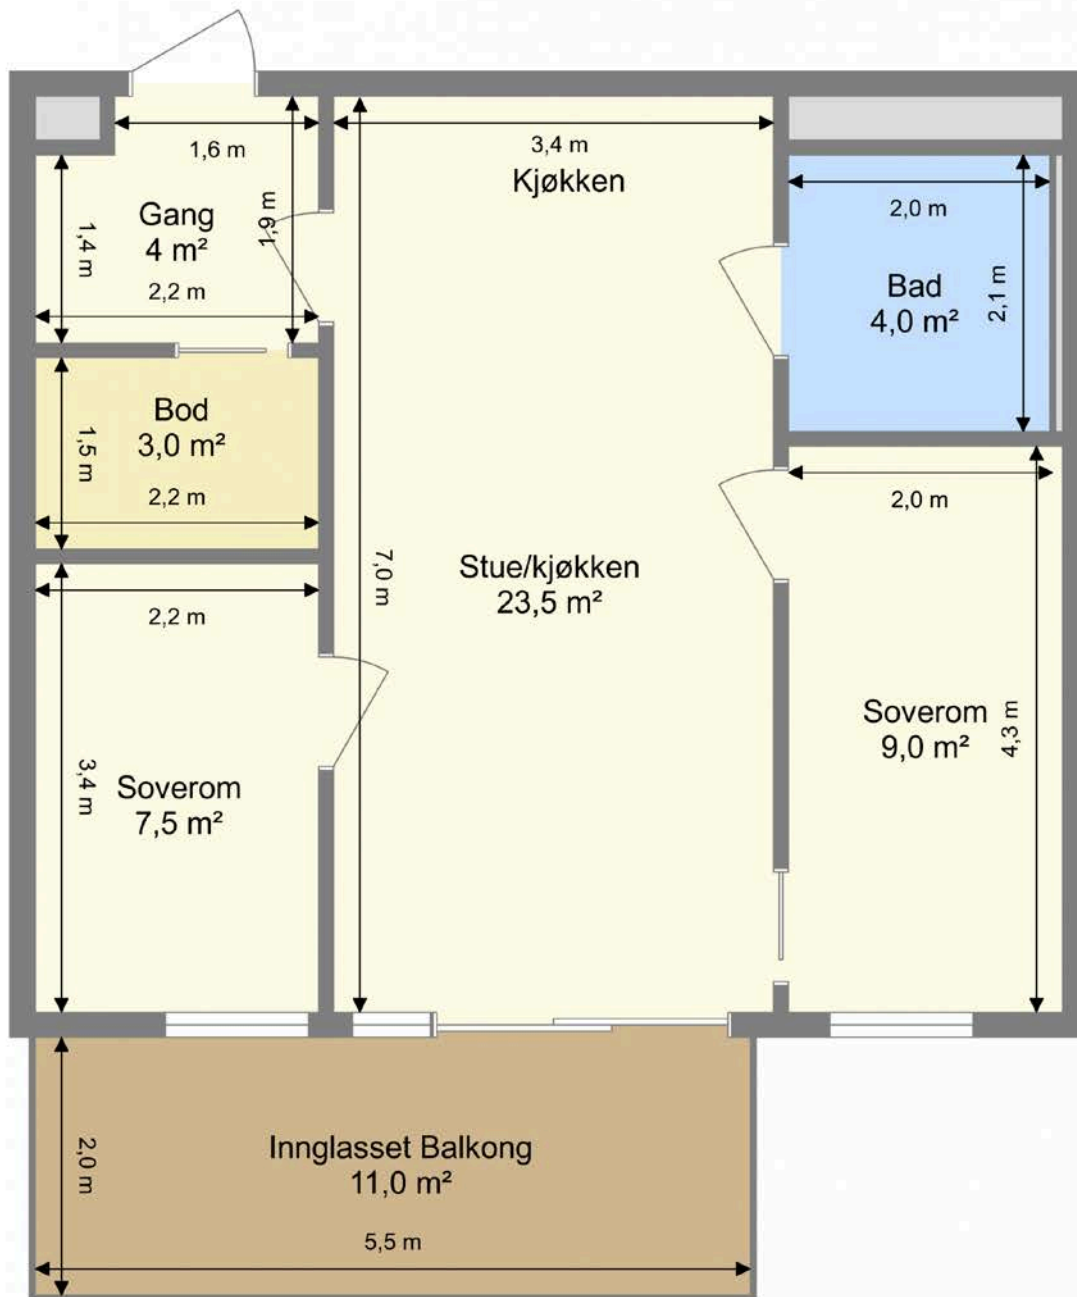 1,6 m
3,4 m
Kjøkken
2,0 m
Gang
4 m²
1,9 m
1,4 m
2,2 m
Bad
4,0 m²
2,1 m
Bod
3,0 m²
1,5 m
2,2 m
2,0 m
Stue/kjøkken
23,5 m²
7,0 m
2,2 m
Soverom
9,0 m²
4,3 m
Soverom
7,5 m²
3,4 m
Innglasset Balkong
11,0 m²
2,0 m
5,5 m